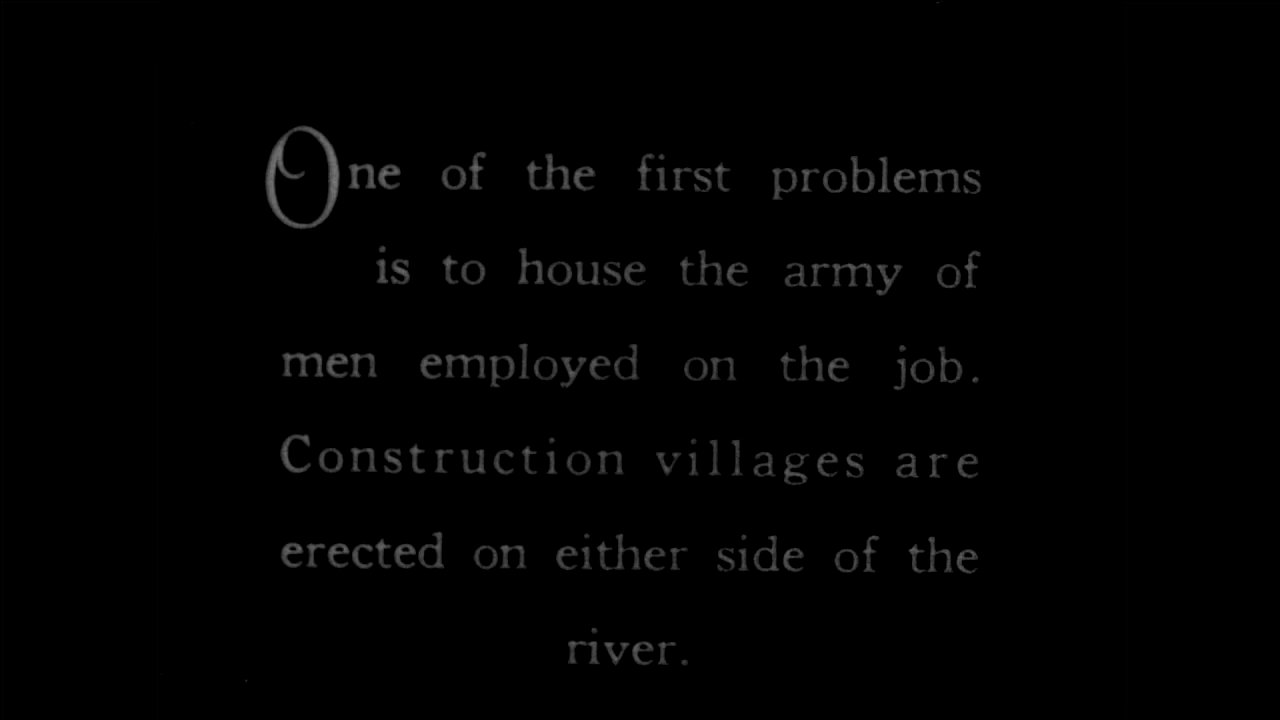 One of the first problems
is to house the army of
men employed on the job.
Construction villages are
erected on either side of the
river.